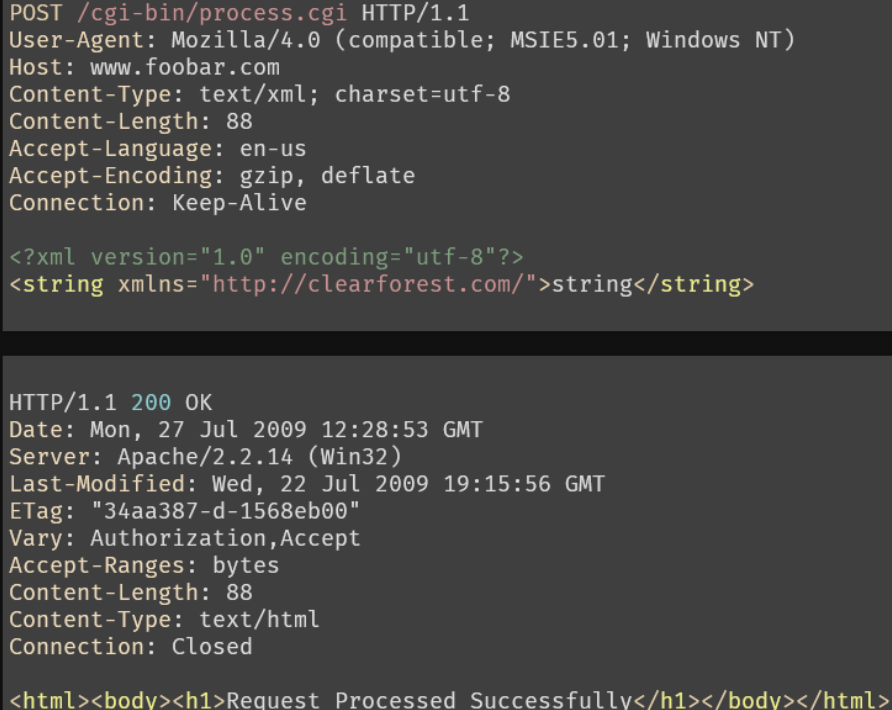 POST /cgi-bin/process.cgi HTTP/1.1
User-Agent: Mozilla/4.0 (compatible; MSIE5.01; Windows NT)
Host: www.foobar.com
Content-Type: text/xml; charset=utf-8
Content-Length: 88
Accept-Language: en-us
Accept-Encoding: gzip, deflate
Connection: Keep-Alive
<?xml version="1.0" encoding="utf-8"?>
<string xmlns="http://clearforest.com/">string</string>
HTTP/1.1 200 OK
Date: Mon, 27 Jul 2009 12:28:53 GMT
Server: Apache/2.2.14 (Win32)
Last-Modified: Wed, 22 Jul 2009 19:15:56 GMT
ETag: "34aa387-d-1568eb00"
Vary: Authorization,Accept
Accept-Ranges: bytes
Content-Length: 88
Content-Type: text/html
Connection: Closed
<html><body><h1>Request Processed Successfully</h1></body></html>